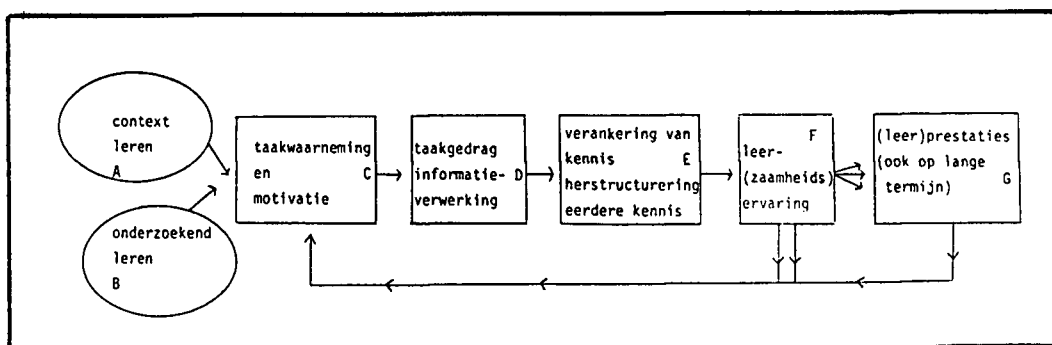 context
leren
A
onderzoekend
leren
B
taakwaarneming
en C
motivatie
taakgedrag
informatie- D
verwerking
verankering van
kennis E
herstructurering
eerdere kennis
F
leer-
(zaamheids)
ervaring
(leer)prestaties
(ook op lange
termijn) G